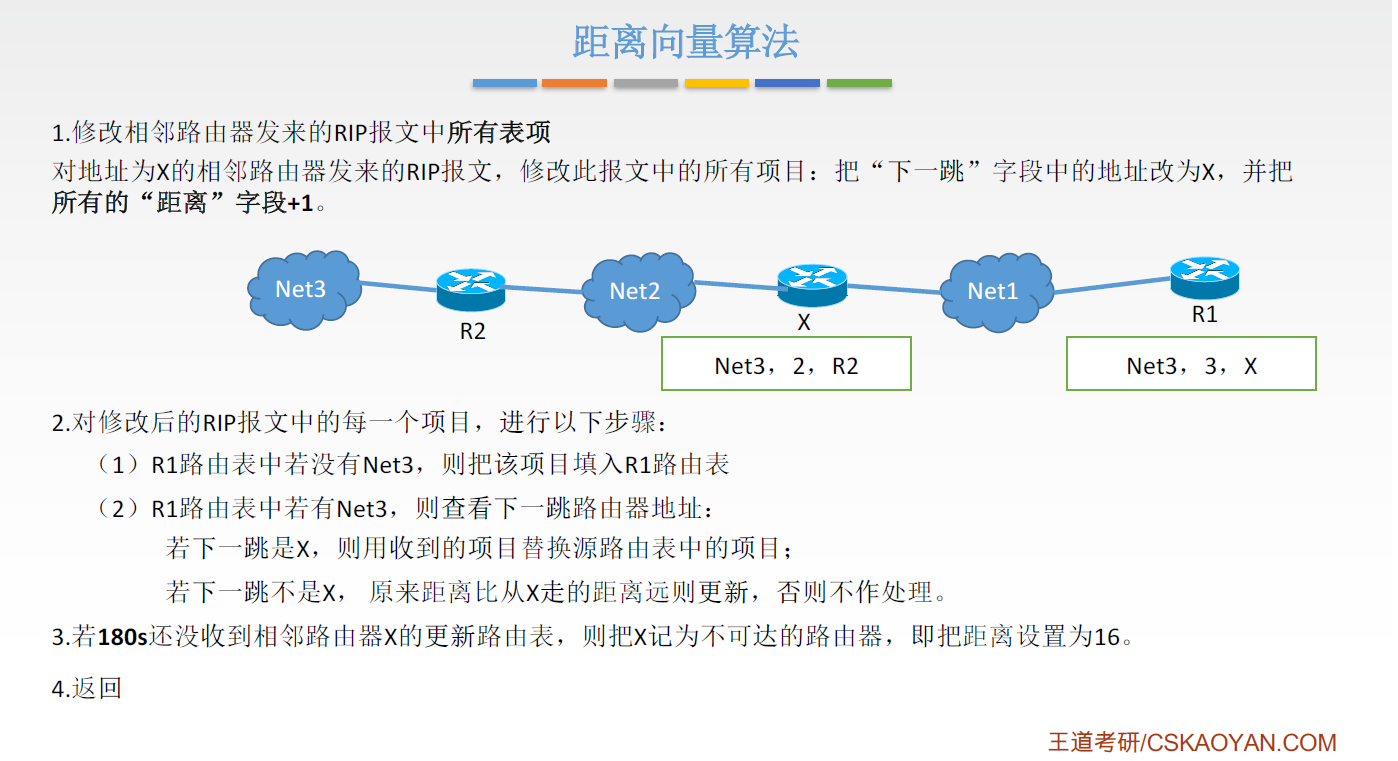 距离向量算法
1.修改相邻路由器发来的RIP报文中所有表项
对地址为X的相邻路由器发来的RIP报文，修改此报文中的所有项目：把“下一跳”字段中的地址改为X，并把
所有的“距离”字段+1。
Net3
R2
Net2
X
Net1
R1
Net3，2，R2
Net3，3，X
2.对修改后的RIP报文中的每一个项目，进行以下步骤：
（1）R1路由表中若没有Net3，则把该项目填入R1路由表
（2）R1路由表中若有Net3，则查看下一跳路由器地址：
若下一跳是X，则用收到的项目替换源路由表中的项目；
若下一跳不是X， 原来距离比从X走的距离远则更新，否则不作处理。
3.若180s还没收到相邻路由器X的更新路由表，则把X记为不可达的路由器，即把距离设置为16。
4.返回
王道考研/CSKAOYAN.COM